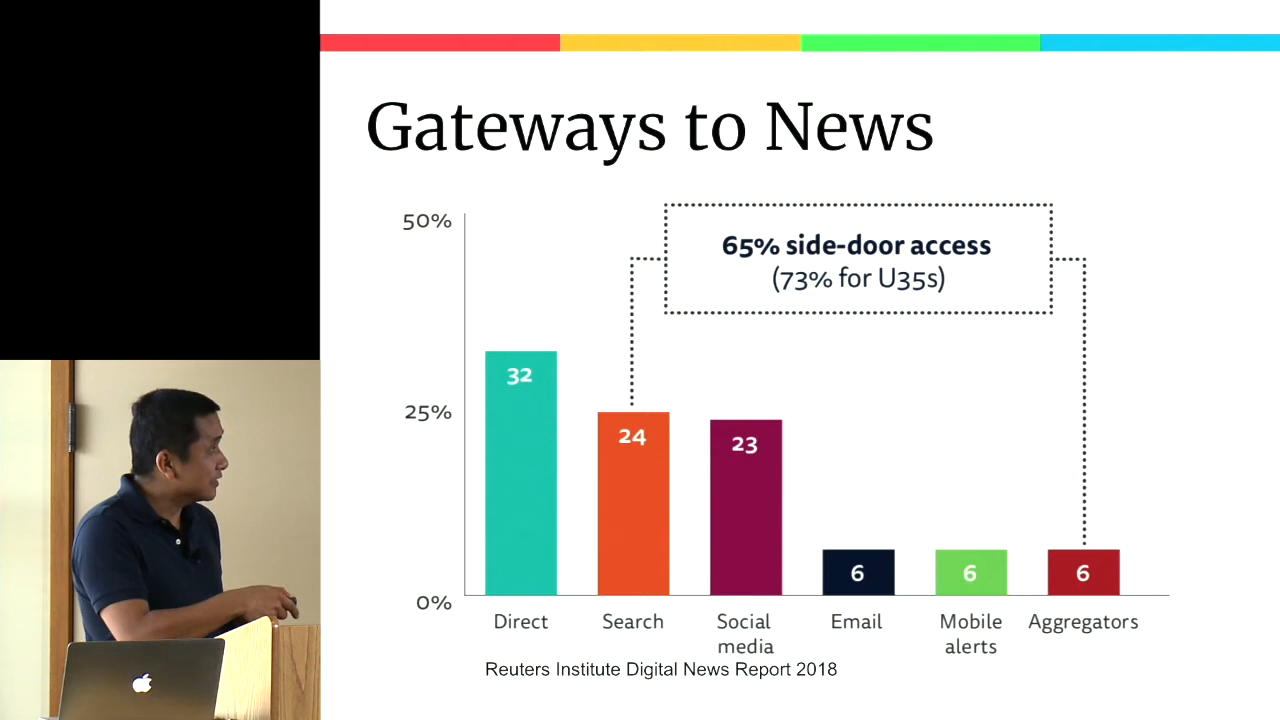 Gateways to News
50%
65% side-door access
(73% for U35s)
32
25%
24
23
6
6
6
0%
Direct
Search
Social
media
Email
Mobile
alerts
Aggregators
Reuters Institute Digital News Report 2018